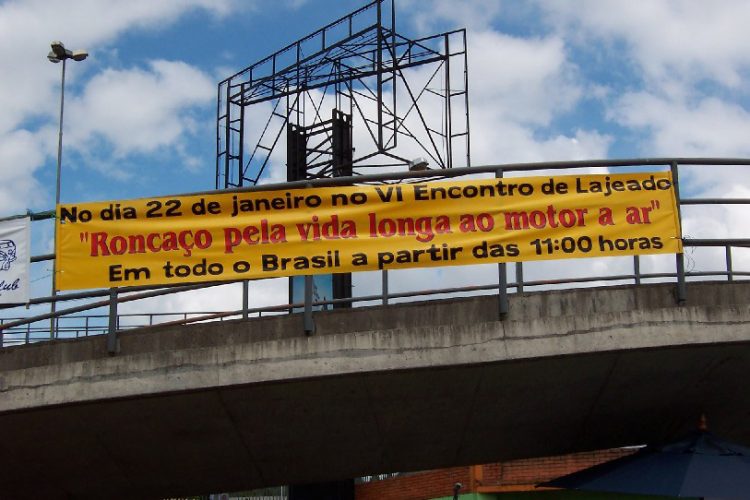 No dia 22 de janeiro no VI Encontro de Lajeado
"Roncaço pela vida longa ao motor a ar"
Em todo o Brasil a partir das 11:00 horas